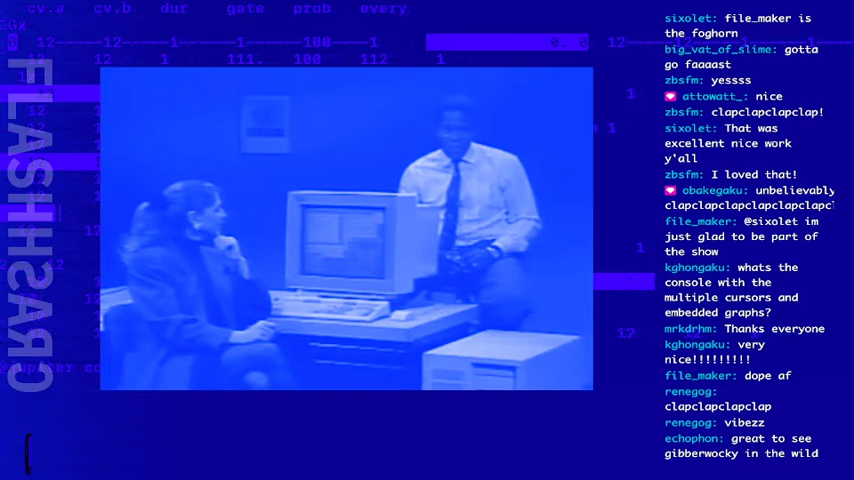 cv.a cv.b dur gate prob every
12-----12-----1-----1-----100----1
12 12 1 111. 100 112 1
FLASHCRASH
sixolet: file_maker is
the foghorn
big_vat_of_slime: gotta
go faaaast
zbsfm: yessss
attowatt_: nice
zbsfm: clapclapclapclap!
sixolet: That was
excellent nice work
y'all
zbsfm: I loved that!
obakegaku: unbelievably
clapclapclapclapclapcl
file_maker: @sixolet im
just glad to be part of
the show
kghongaku: whats the
console with the
multiple cursors and
embedded graphs?
mrkdrhm: Thanks everyone
kghongaku: very
nice!!!!!!!!!
file_maker: dope af
renegog:
clapclapclapclap
renegog: vibezz
echophon: great to see
gibberwocky in the wild